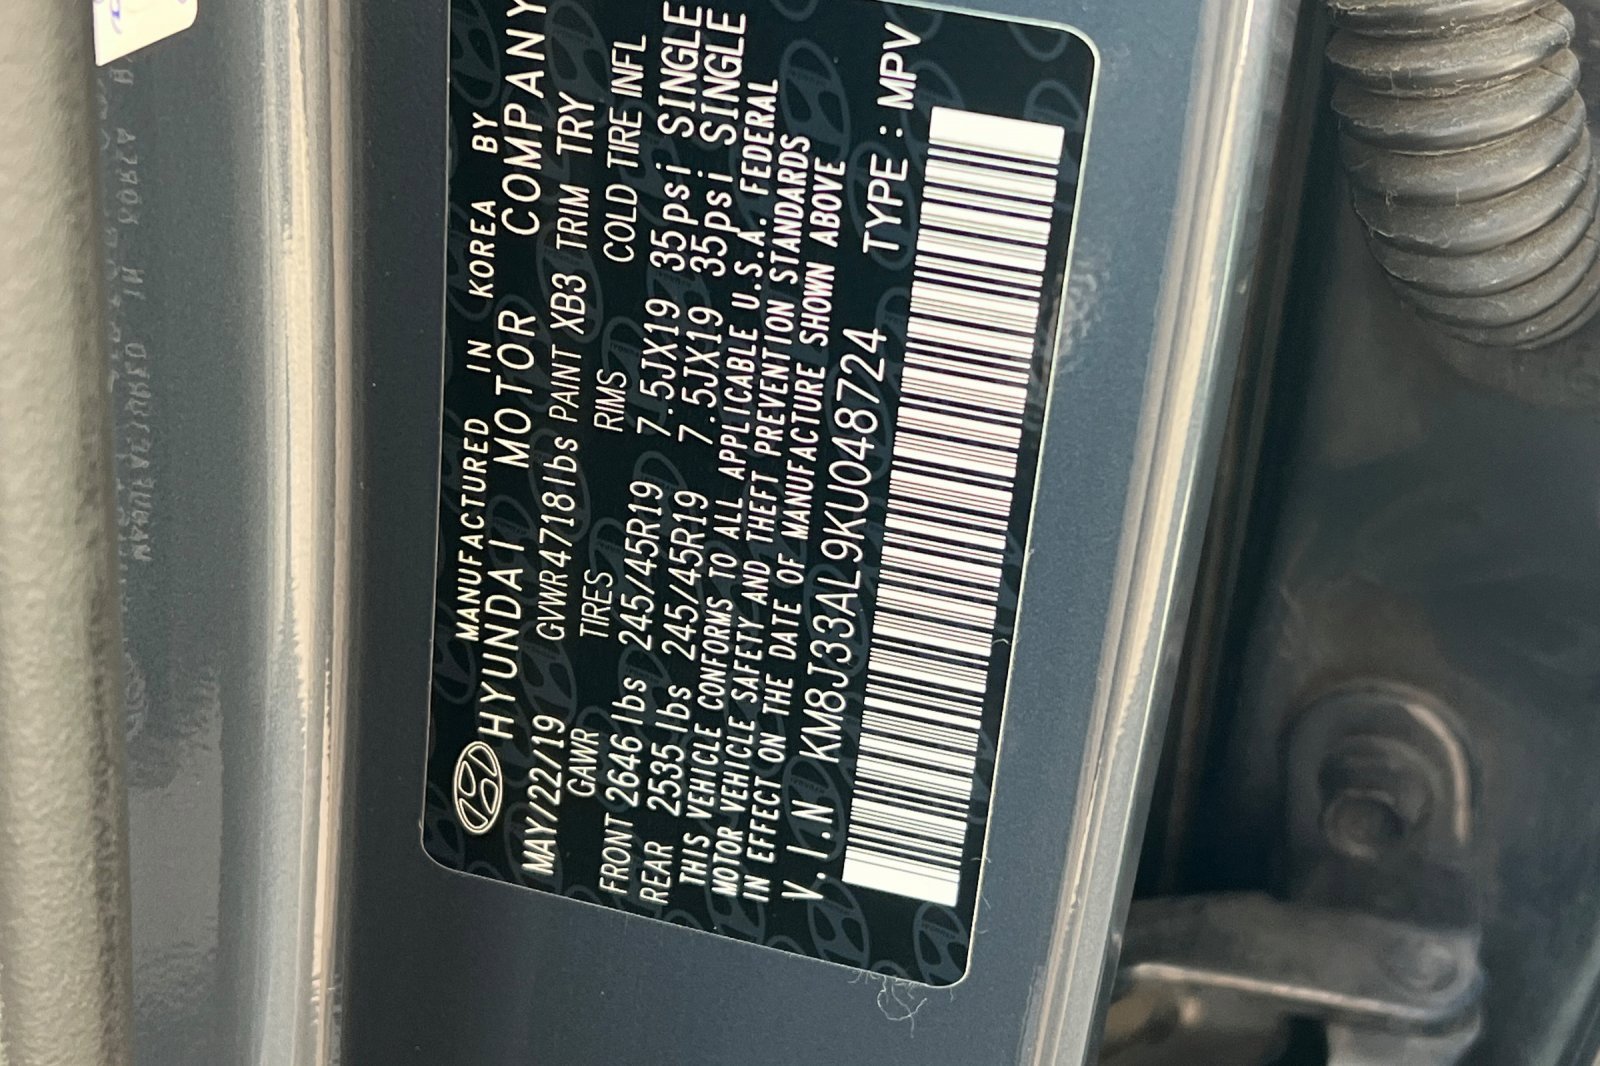 MANUFACTURED IN KOREA BY
HYUNDAI MOTOR COMPANY
MAY/22/19 GVWR 4718lbs PAINT XB3 TRIM TRY
GAWR TIRES RIMS COLD TIRE INFL
FRONT 2646 lbs 245/45R19 7.5JX19 35psi SINGLE
REAR 2535 lbs 245/45R19 7.5JX19 35psi SINGLE
THIS VEHICLE CONFORMS TO ALL APPLICABLE U.S.A. FEDERAL
MOTOR VEHICLE SAFETY AND THEFT PREVENTION STANDARDS
IN EFFECT ON THE DATE OF MANUFACTURE SHOWN ABOVE
V.I.N KM8J33AL9KU048724 TYPE : MPV